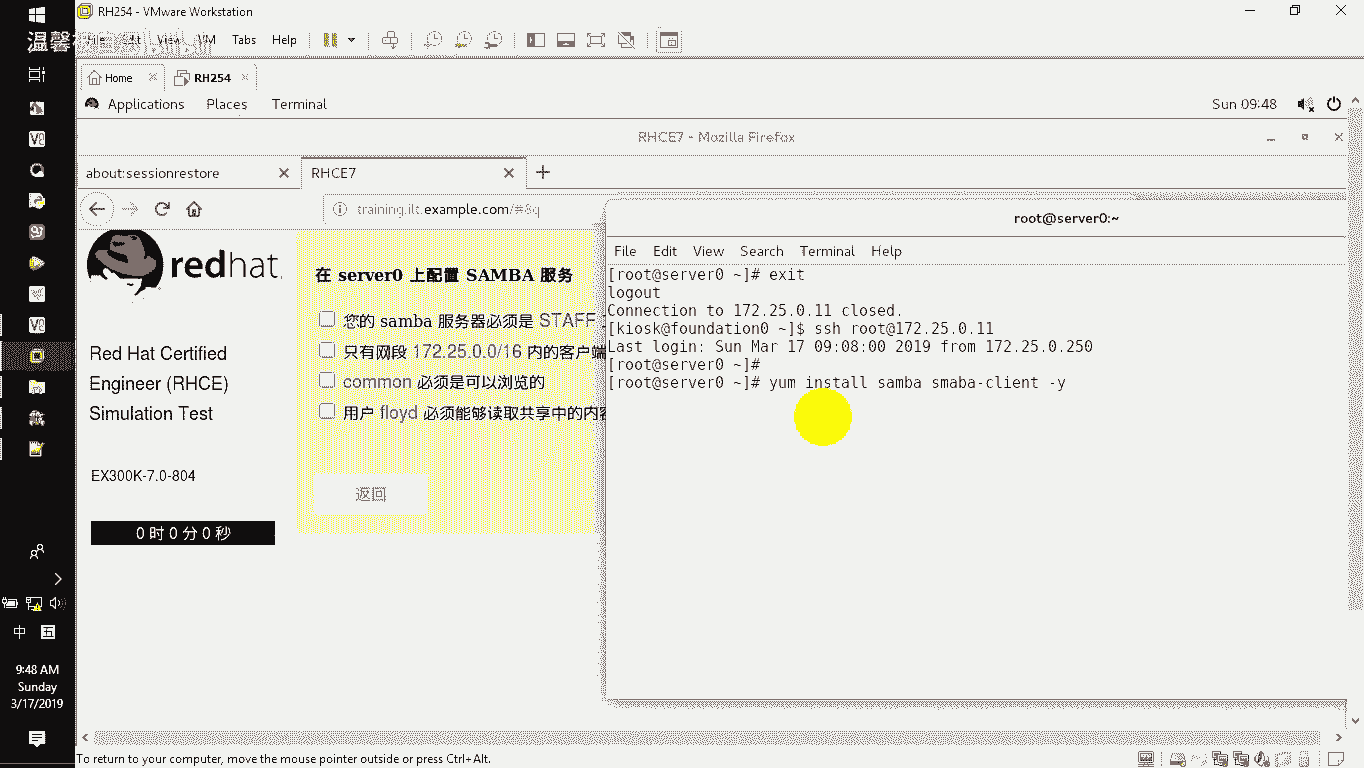 RH254 - VMware Workstation
温馨
View VM Tabs Help
Home
RH254
Applications Places Terminal
Sun 09:48
RHCE7 - Mozilla Firefox
about:sessionrestore
RHCE7
training.ilt.example.com/#8q
redhat.
Red Hat Certified
Engineer (RHCE)
Simulation Test
EX300K-7.0-804
0 时 0 分 0 秒
在 server0 上配置 SAMBA 服务
您的 samba 服务器必须是 STAFF
只有网段 172.25.0.0/16 内的客户端
common 必须是可以浏览的
用户 floyd 必须能够读取共享中的内容
返回
root@server0:~
File Edit View Search Terminal Help
[root@server0 ~]# exit
logout
Connection to 172.25.0.11 closed.
[kiosk@foundation0 ~]$ ssh root@172.25.0.11
Last login: Sun Mar 17 09:08:00 2019 from 172.25.0.250
[root@server0 ~]#
[root@server0 ~]# yum install samba smaba-client -y
中
五
9:48 AM
Sunday
3/17/2019
To return to your computer, move the mouse pointer outside or press Ctrl+Alt.